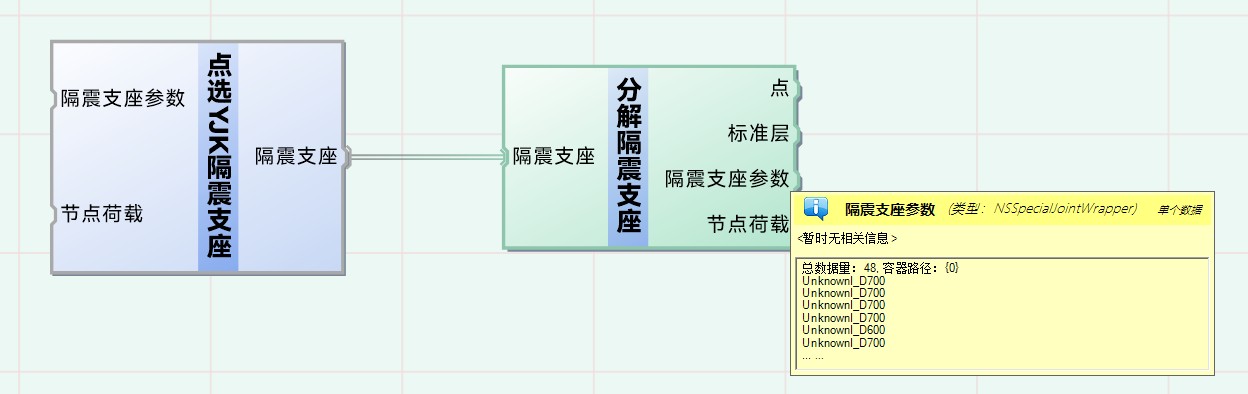 隔震支座参数
节点荷载
点选YJK隔震支座
隔震支座
隔震支座
分解隔震支座
点
标准层
隔震支座参数
节点荷载
隔震支座参数 (类型：NSSpecialJointWrapper) 单个数据
<暂时无相关信息>
总数据量：48, 容器路径：{0}
Unknownl_D700
Unknownl_D700
Unknownl_D700
Unknownl_D700
Unknownl_D600
Unknownl_D700
... ...